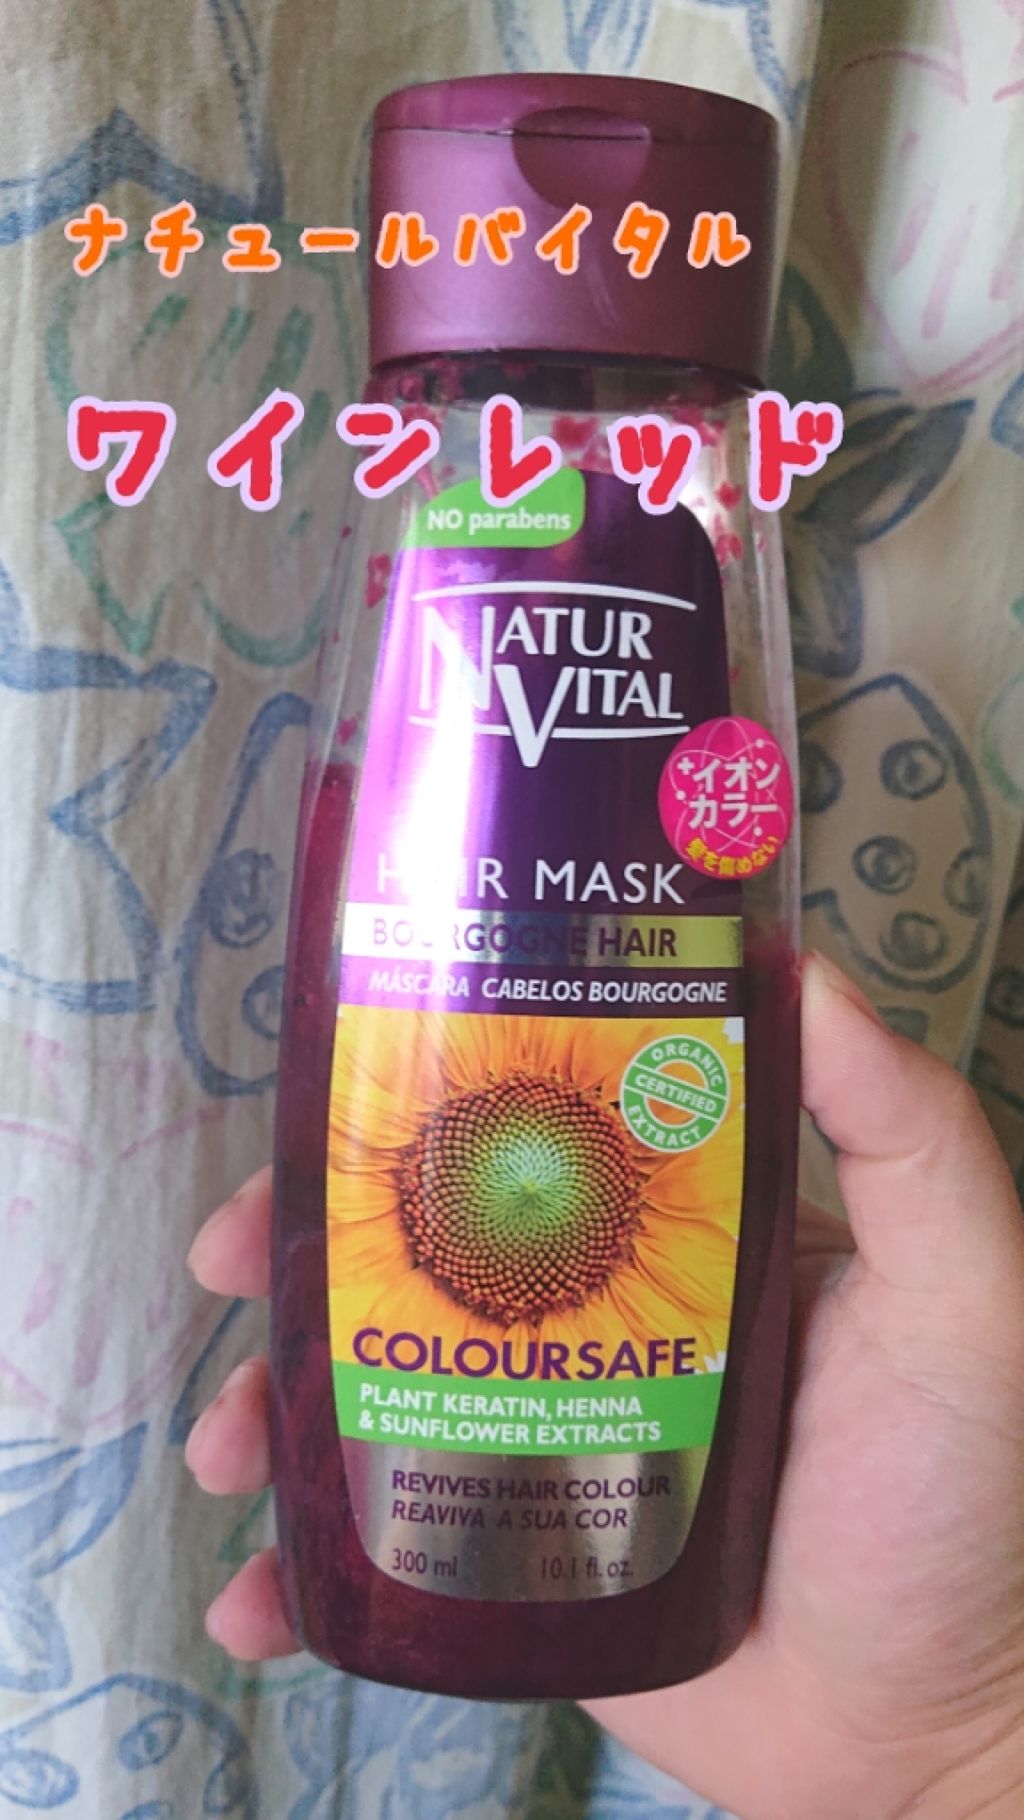 ナチュールバイタル
ワインレッド
NO parabens
NATUR
VITAL
+イオン
カラー
髪を傷めない
HAIR MASK
BOURGOGNE HAIR
MÁSCARA CABELOS BOURGOGNE
ORGANIC
CERTIFIED
EXTRACT
COLOURSAFE
PLANT KERATIN, HENNA
& SUNFLOWER EXTRACTS
REVIVES HAIR COLOUR
REAVIVA A SUA COR
300 ml 10.1 fl. oz.